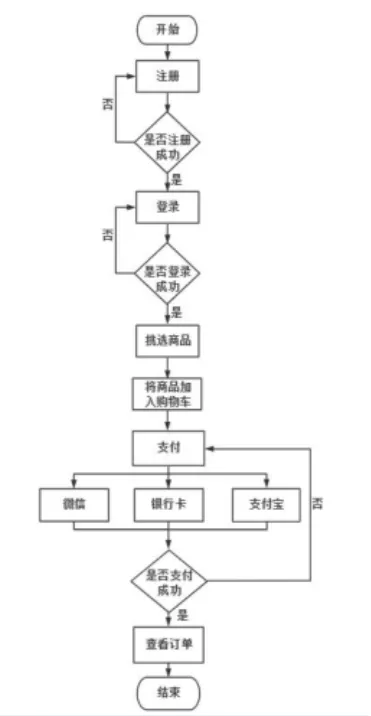 开始
注册
否
是否注册
成功
是
登录
否
是否登录
成功
是
挑选商品
将商品加
入购物车
支付
微信
银行卡
支付宝
否
是否支付
成功
是
查看订单
结束